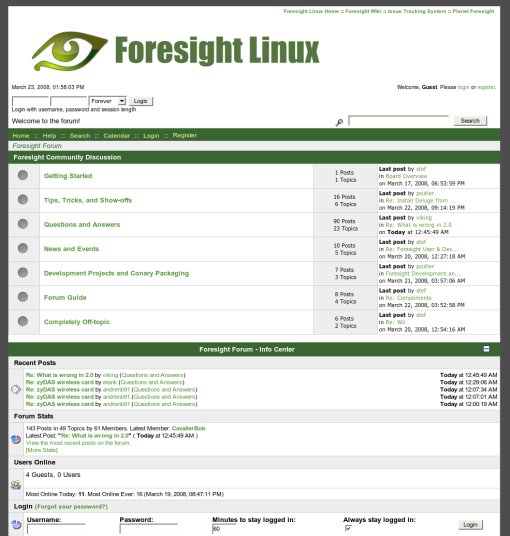 Foresight Linux Home :: Foresight Wiki :: Issue Tracking System :: Planet Foresight
Foresight Linux
March 23, 2008, 01:58:03 PM
Welcome, Guest. Please login or register.
Forever Login
Login with username, password and session length
Welcome to the forum!
Search
Home :: Help :: Search :: Calendar :: Login :: Register
Foresight Forum
Foresight Community Discussion
Getting Started
1 Posts
1 Topics
Last post by stef
in Board Overview
on March 17, 2008, 06:53:59 PM
Tips, Tricks, and Show-offs
16 Posts
6 Topics
Last post by pcutler
in Re: Install Deluge from ...
on March 22, 2008, 09:14:19 PM
Questions and Answers
90 Posts
23 Topics
Last post by viking
in Re: What is wrong in 2.0
on Today at 12:45:49 AM
News and Events
10 Posts
5 Topics
Last post by stef
in Re: Foresight User & Dev...
on March 20, 2008, 12:27:18 AM
Development Projects and Conary Packaging
7 Posts
3 Topics
Last post by pcutler
in Foresight Development an...
on March 21, 2008, 03:57:06 AM
Forum Guide
8 Posts
4 Topics
Last post by stef
in Re: Compliments
on March 22, 2008, 03:52:58 PM
Completely Off-topic
6 Posts
2 Topics
Last post by stef
in Re: Wii
on March 20, 2008, 12:54:16 AM
Foresight Forum - Info Center
Recent Posts
Re: What is wrong in 2.0 by viking (Questions and Answers) Today at 12:45:49 AM
Re: zyDAS wireless card by etank (Questions and Answers) Today at 12:29:06 AM
Re: zyDAS wireless card by andrenb91 (Questions and Answers) Today at 12:07:34 AM
Re: zyDAS wireless card by andrenb91 (Questions and Answers) Today at 12:07:01 AM
Re: zyDAS wireless card by andrenb91 (Questions and Answers) Today at 12:00:19 AM
Forum Stats
143 Posts in 49 Topics by 61 Members. Latest Member: CavalierBob
Latest Post: "Re: What is wrong in 2.0" ( Today at 12:45:49 AM )
View the most recent posts on the forum.
[More Stats]
Users Online
4 Guests, 0 Users
Most Online Today: 11. Most Online Ever: 16 (March 19, 2008, 08:47:11 PM)
Login (Forgot your password?)
Username: Password: Minutes to stay logged in: Always stay logged in:
60 Login